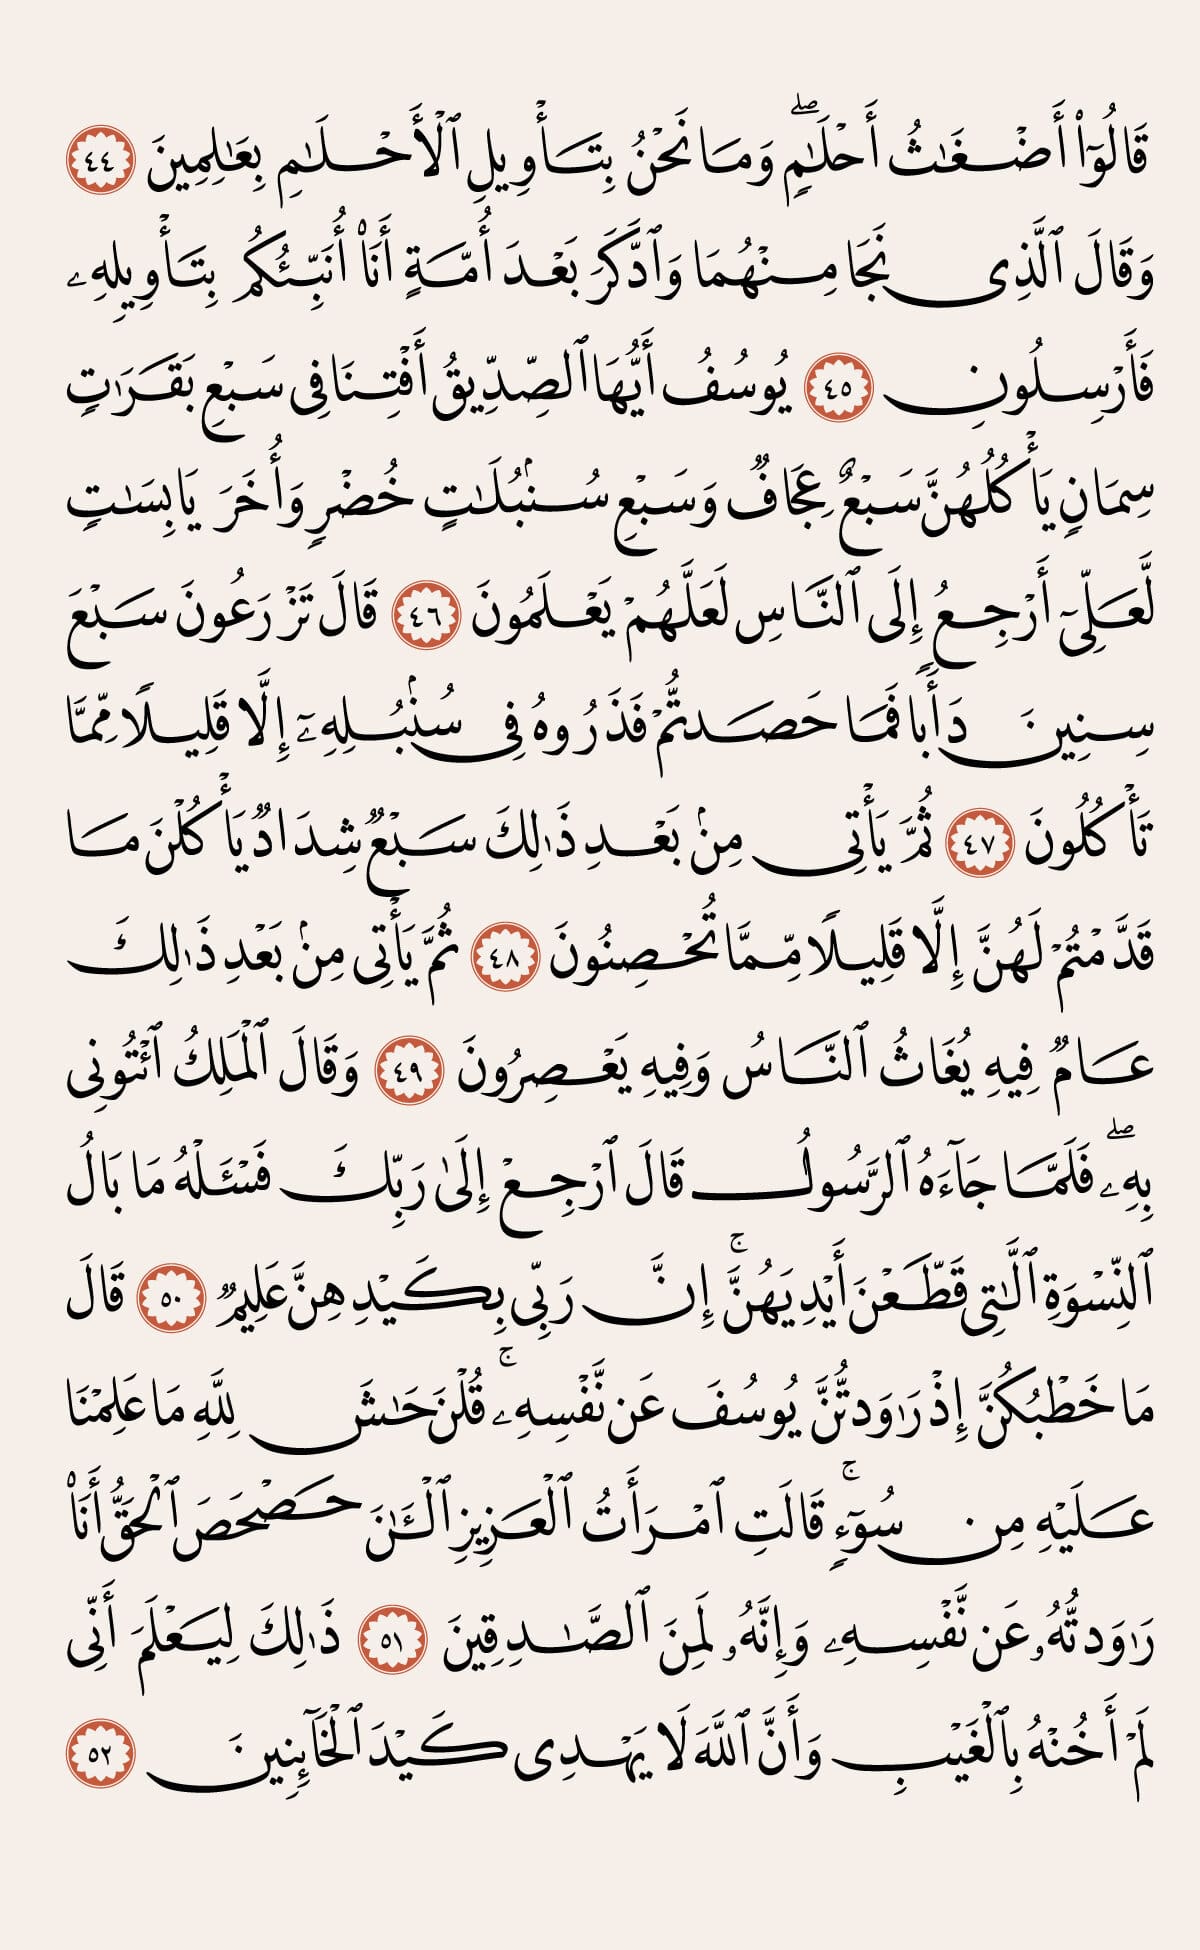 قَالُوٓا۟ أَضْغَـٰثُ أَحْلَـٰمٍۢ ۖ وَمَا نَحْنُ بِتَأْوِيلِ ٱلْأَحْلَـٰمِ بِعَـٰلِمِينَ ٤٤
وَقَالَ ٱلَّذِى نَجَا مِنْهُمَا وَٱدَّكَرَ بَعْدَ أُمَّةٍ أَنَا۠ أُنَبِّئُكُم بِتَأْوِيلِهِۦ
فَأَرْسِلُونِ ٤٥ يُوسُفُ أَيُّهَا ٱلصِّدِّيقُ أَفْتِنَا فِى سَبْعِ بَقَرَٰتٍۢ
سِمَانٍۢ يَأْكُلُهُنَّ سَبْعٌ عِجَافٌۭ وَسَبْعِ سُنۢبُلَـٰتٍ خُضْرٍۢ وَأُخَرَ يَابِسَـٰتٍۢ
لَّعَلِّىٓ أَرْجِعُ إِلَى ٱلنَّاسِ لَعَلَّهُمْ يَعْلَمُونَ ٤٦ قَالَ تَزْرَعُونَ سَبْعَ
سِنِينَ دَأَبًۭا فَمَا حَصَدتُّمْ فَذَرُوهُ فِى سُنۢبُلِهِۦٓ إِلَّا قَلِيلًۭا مِّمَّا
تَأْكُلُونَ ٤٧ ثُمَّ يَأْتِى مِنۢ بَعْدِ ذَٰلِكَ سَبْعٌۭ شِدَادٌۭ يَأْكُلْنَ مَا
قَدَّمْتُمْ لَهُنَّ إِلَّا قَلِيلًۭا مِّمَّا تُحْصِنُونَ ٤٨ ثُمَّ يَأْتِى مِنۢ بَعْدِ ذَٰلِكَ
عَامٌۭ فِيهِ يُغَاثُ ٱلنَّاسُ وَفِيهِ يَعْصِرُونَ ٤٩ وَقَالَ ٱلْمَلِكُ ٱئْتُونِى
بِهِۦ ۖ فَلَمَّا جَآءَهُ ٱلرَّسُولُ قَالَ ٱرْجِعْ إِلَىٰ رَبِّكَ فَسْـَٔلْهُ مَا بَالُ
ٱلنِّسْوَةِ ٱلَّـٰتِى قَطَّعْنَ أَيْدِيَهُنَّ ۚ إِنَّ رَبِّى بِكَيْدِهِنَّ عَلِيمٌۭ ٥٠ قَالَ
مَا خَطْبُكُنَّ إِذْ رَٰوَدتُّنَّ يُوسُفَ عَن نَّفْسِهِۦ ۚ قُلْنَ حَـٰشَ لِلَّهِ مَا عَلِمْنَا
عَلَيْهِ مِن سُوٓءٍۢ ۚ قَالَتِ ٱمْرَأَتُ ٱلْعَزِيزِ ٱلْـَٔـٰنَ حَصْحَصَ ٱلْحَقُّ أَنَا۠
رَٰوَدتُّهُۥ عَن نَّفْسِهِۦ وَإِنَّهُۥ لَمِنَ ٱلصَّـٰدِقِينَ ٥١ ذَٰلِكَ لِيَعْلَمَ أَنِّى
لَمْ أَخُنْهُ بِٱلْغَيْبِ وَأَنَّ ٱللَّهَ لَا يَهْدِى كَيْدَ ٱلْخَآئِنِينَ ٥٢